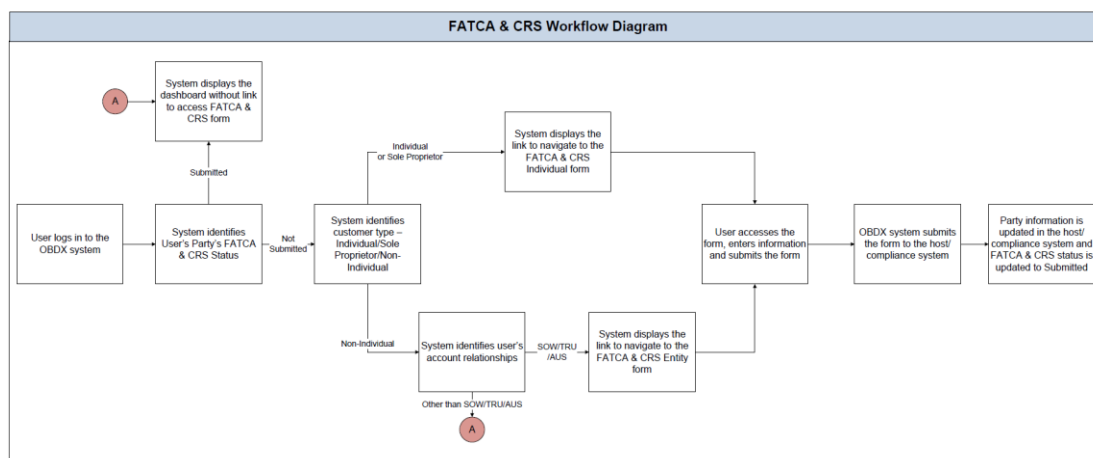 FATCA & CRS Workflow Diagram
System displays the
dashboard without link
to access FATCA &
CRS form
A
Submitted
Individual
or Sole Proprietor
System displays the
link to navigate to the
FATCA & CRS
Individual form
User logs in to the
OBDX system
System identifies
User's Party's FATCA
& CRS Status
Not
Submitted
System identifies
customer type –
Individual/Sole
Proprietor/Non-
Individual
User accesses the
form, enters information
and submits the form
OBDX system submits
the form to the host/
compliance system
Party information is
updated in the host/
compliance system and
FATCA & CRS status is
updated to Submitted
Non-Individual
System identifies user's
account relationships
SOW/TRU
/AUS
System displays the
link to navigate to the
FATCA & CRS Entity
form
Other than SOW/TRU/AUS
A